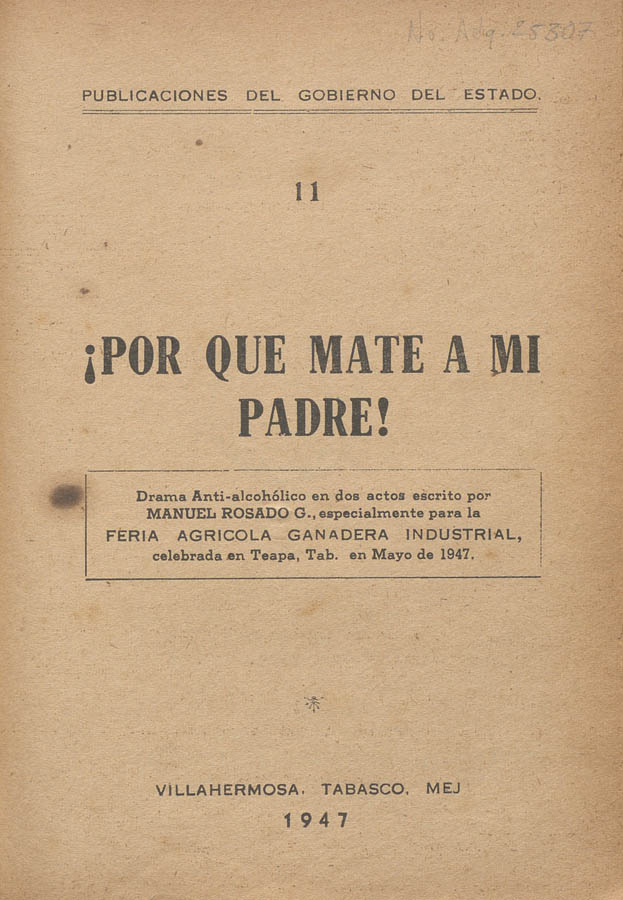 No. Adq. 25307
PUBLICACIONES DEL GOBIERNO DEL ESTADO.
11
¡POR QUE MATE A MI
PADRE!
Drama Anti-alcohólico en dos actos escrito por
MANUEL ROSADO G., especialmente para la
FERIA AGRICOLA GANADERA INDUSTRIAL,
celebrada en Teapa, Tab. en Mayo de 1947.
VILLAHERMOSA. TABASCO, MEJ
1947